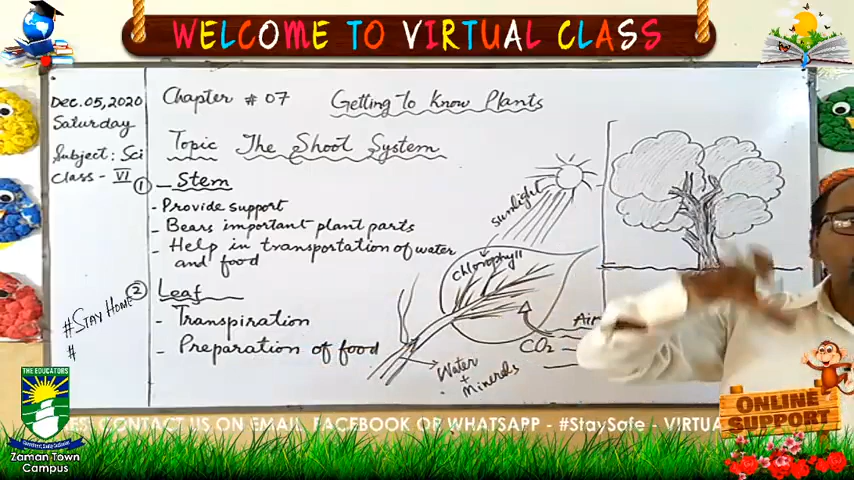 WELCOME TO VIRTUAL CLASS
Dec. 05, 2020
Saturday
Subject: Sci
Class - VI
Chapter # 07 Getting To Know Plants
Topic The Shoot System
① - Stem
- Provide support
- Bears important plant parts
- Help in transportation of water
and food
② Leaf
- Transpiration
- Preparation of food
#STAY HOME
#
sunlight
chlorophyll
Air
CO2
Water
+
Minerals
THE EDUCATORS
Zaman Town
Campus
CONTACT US ON EMAIL, FACEBOOK OR WHATSAPP - #StaySafe - VIRTUA
ONLINE
SUPPORT